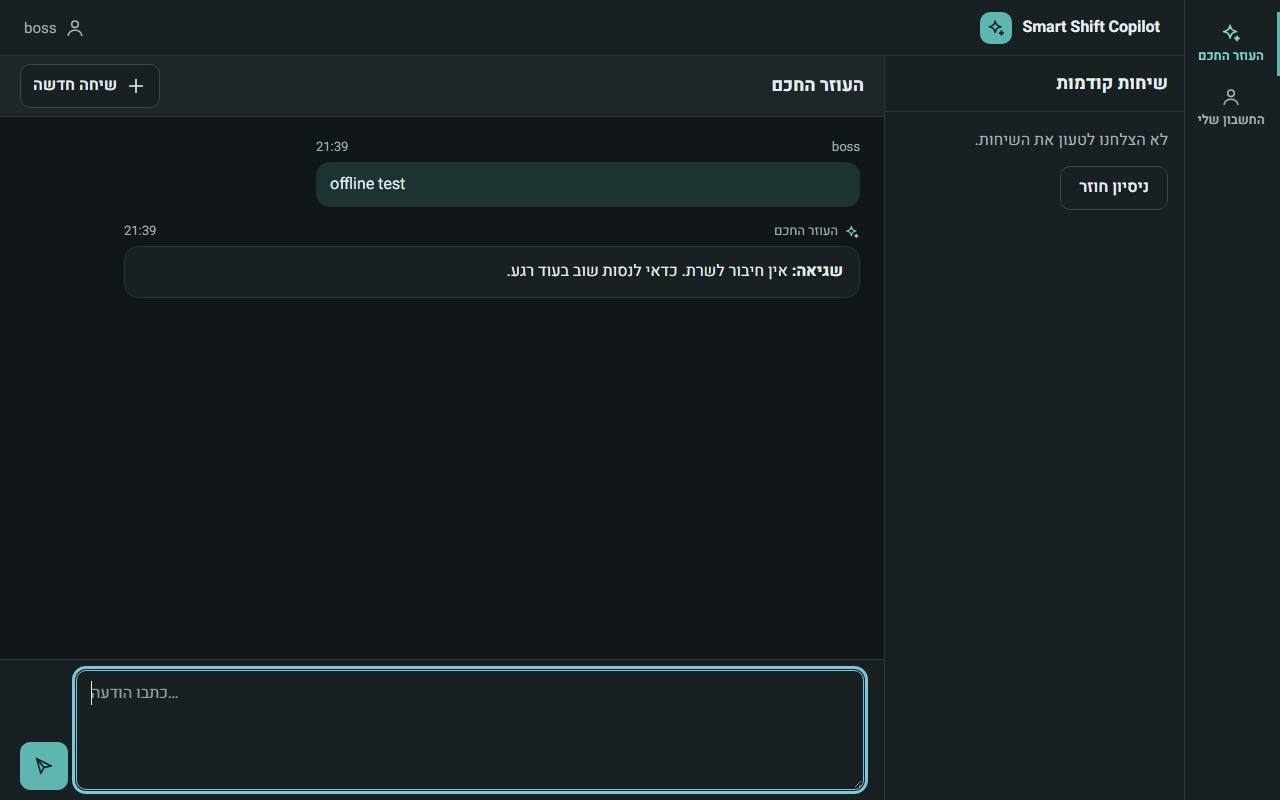 Smart Shift Copilot
boss
העוזר החכם
החשבון שלי
שיחות קודמות
לא הצלחנו לטעון את השיחות.
ניסיון חוזר
העוזר החכם
שיחה חדשה
boss 21:39
offline test
העוזר החכם 21:39
שגיאה: אין חיבור לשרת. כדאי לנסות שוב בעוד רגע.
כתבו הודעה...